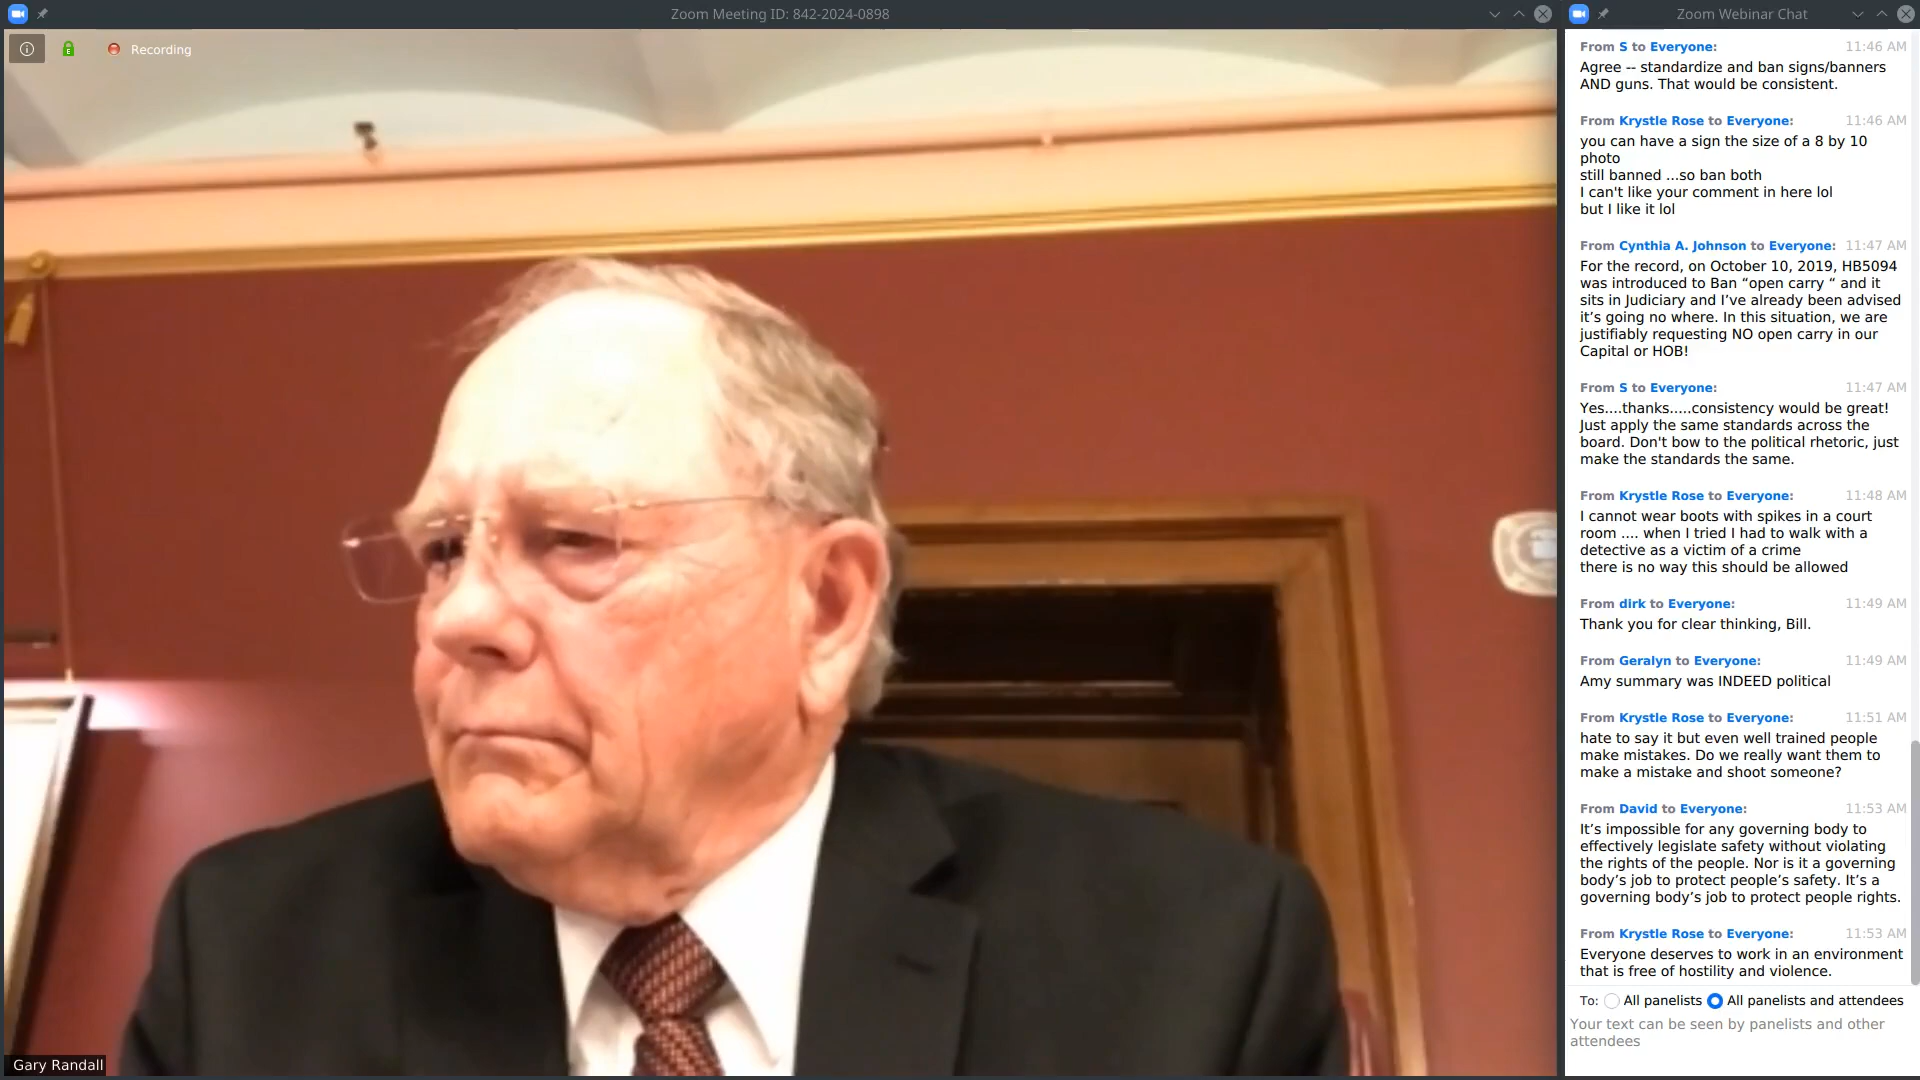 Zoom Meeting ID: 842-2024-0898
Recording
Gary Randall
Zoom Webinar Chat
From S to Everyone: 11:46 AM
Agree -- standardize and ban signs/banners
AND guns. That would be consistent.
From Krystle Rose to Everyone: 11:46 AM
you can have a sign the size of a 8 by 10
photo
still banned ...so ban both
I can't like your comment in here lol
but I like it lol
From Cynthia A. Johnson to Everyone: 11:47 AM
For the record, on October 10, 2019, HB5094
was introduced to Ban “open carry “ and it
sits in Judiciary and I’ve already been advised
it’s going no where. In this situation, we are
justifiably requesting NO open carry in our
Capital or HOB!
From S to Everyone: 11:47 AM
Yes....thanks.....consistency would be great!
Just apply the same standards across the
board. Don't bow to the political rhetoric, just
make the standards the same.
From Krystle Rose to Everyone: 11:48 AM
I cannot wear boots with spikes in a court
room .... when I tried I had to walk with a
detective as a victim of a crime
there is no way this should be allowed
From dirk to Everyone: 11:49 AM
Thank you for clear thinking, Bill.
From Geralyn to Everyone: 11:49 AM
Amy summary was INDEED political
From Krystle Rose to Everyone: 11:51 AM
hate to say it but even well trained people
make mistakes. Do we really want them to
make a mistake and shoot someone?
From David to Everyone: 11:53 AM
It’s impossible for any governing body to
effectively legislate safety without violating
the rights of the people. Nor is it a governing
body’s job to protect people’s safety. It’s a
governing body’s job to protect people rights.
From Krystle Rose to Everyone: 11:53 AM
Everyone deserves to work in an environment
that is free of hostility and violence.
To: All panelists All panelists and attendees
Your text can be seen by panelists and other
attendees